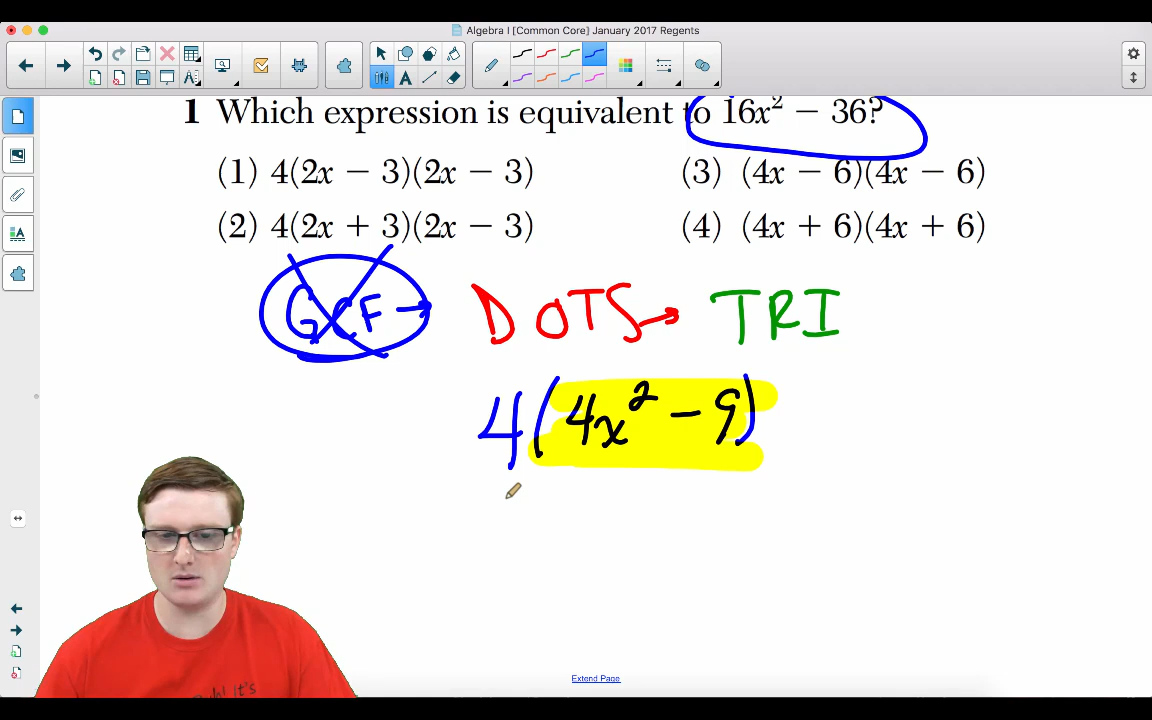 Algebra I [Common Core] January 2017 Regents
1 Which expression is equivalent to 16x² − 36?
(1) 4(2x − 3)(2x − 3)
(3) (4x − 6)(4x − 6)
(2) 4(2x + 3)(2x − 3)
(4) (4x + 6)(4x + 6)
GCF → DOTS → TRI
4(4x² − 9)
It's
Extend Page